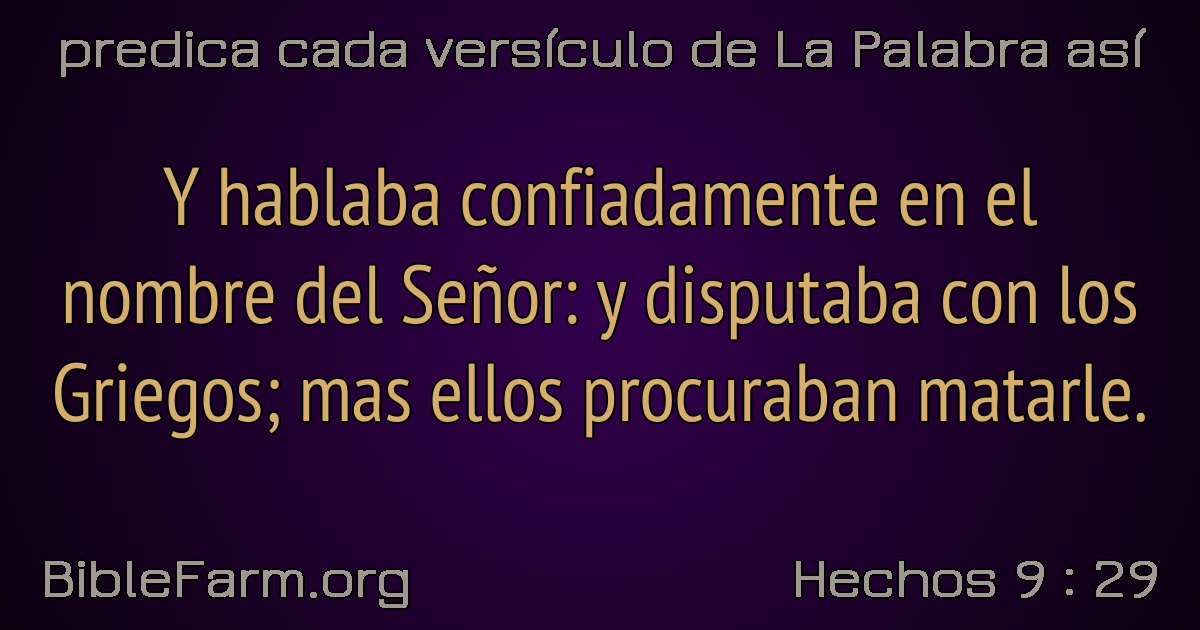 predica cada versículo de La Palabra así
Y hablaba confiadamente en el
nombre del Señor: y disputaba con los
Griegos; mas ellos procuraban matarle.
BibleFarm.org
Hechos 9 : 29